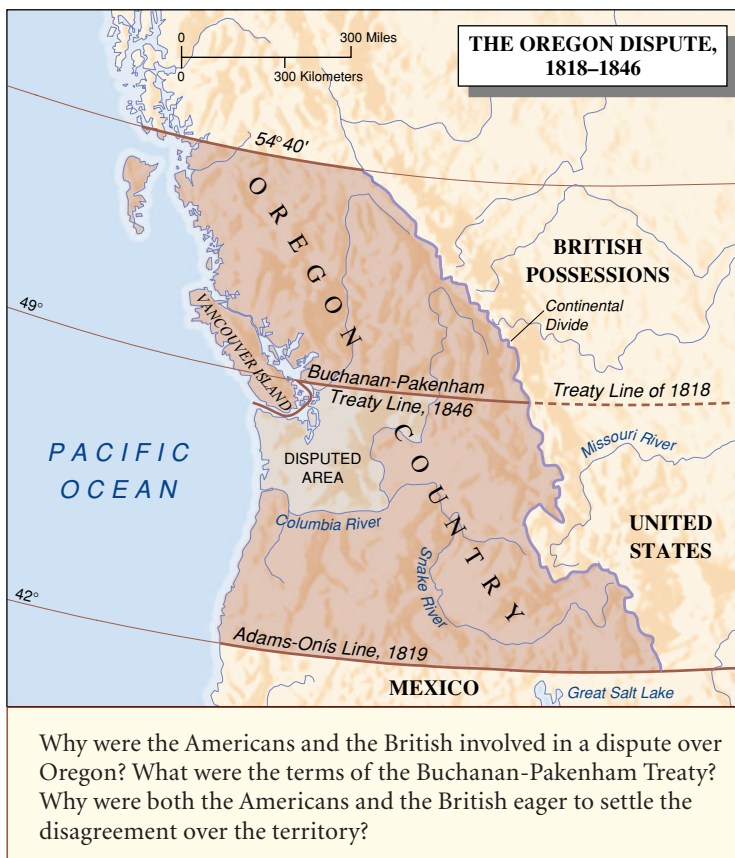 0 300 Miles
0 300 Kilometers
THE OREGON DISPUTE,
1818–1846
54°40'
OREGON
BRITISH
POSSESSIONS
Continental
Divide
49°
VANCOUVER ISLAND
Buchanan-Pakenham
Treaty Line, 1846
Treaty Line of 1818
COUNTRY
Missouri River
PACIFIC
OCEAN
DISPUTED
AREA
Columbia River
UNITED
STATES
Snake River
42°
Adams-Onís Line, 1819
MEXICO
Great Salt Lake
Why were the Americans and the British involved in a dispute over
Oregon? What were the terms of the Buchanan-Pakenham Treaty?
Why were both the Americans and the British eager to settle the
disagreement over the territory?